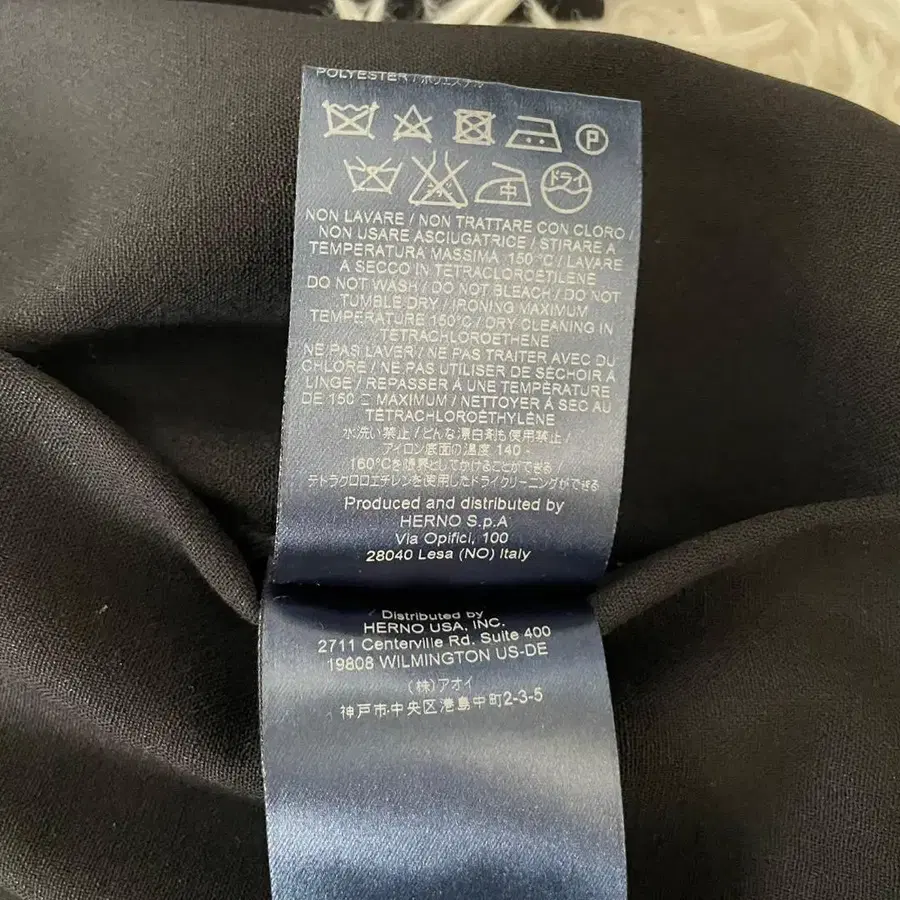 POLYESTER / ポリエステル
P
中
ドライ
NON LAVARE / NON TRATTARE CON CLORO /
NON USARE ASCIUGATRICE / STIRARE A
TEMPERATURA MASSIMA 150 °C / LAVARE
A SECCO IN TETRACLOROETILENE
DO NOT WASH / DO NOT BLEACH / DO NOT
TUMBLE DRY / IRONING MAXIMUM
TEMPERATURE 150°C / DRY CLEANING IN
TETRACHLOROETHENE
NE PAS LAVER / NE PAS TRAITER AVEC DU
CHLORE / NE PAS UTILISER DE SÉCHOIR À
LINGE / REPASSER À UNE TEMPÉRATURE
DE 150 C MAXIMUM / NETTOYER À SEC AU
TÉTRACHLOROÉTHYLÈNE
水洗い禁止 / どんな漂白剤も使用禁止 /
アイロン底面の温度 140 -
160°Cを限界としてかけることができる /
テトラクロロエチレンを使用したドライクリーニングができる
Produced and distributed by
HERNO S.p.A
Via Opifici, 100
28040 Lesa (NO) Italy
Distributed by
HERNO USA, INC.
2711 Centerville Rd. Suite 400
19808 WILMINGTON US-DE
(株)アオイ
神戸市中央区港島中町2-3-5